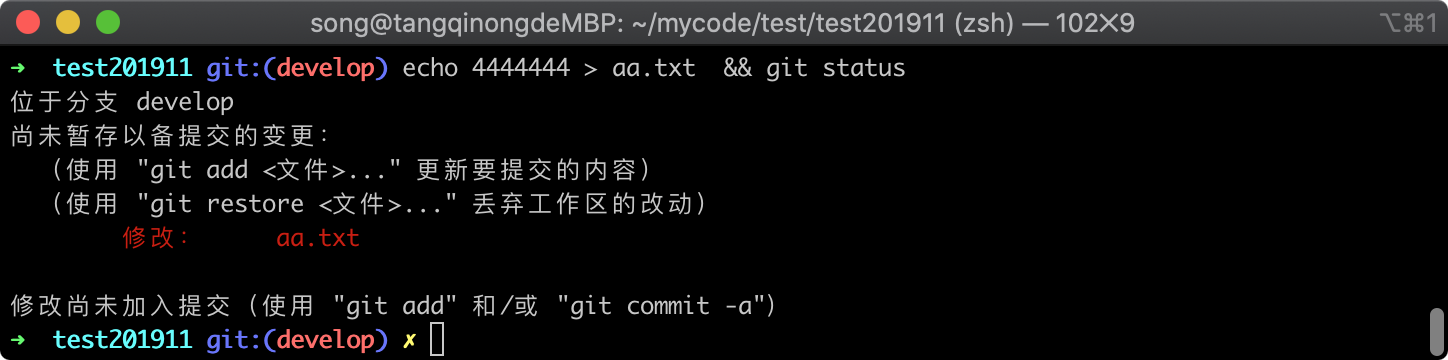 song@tangqinongdeMBP: ~/mycode/test/test201911 (zsh) — 102✕9 ⌥⌘1
➜ test201911 git:(develop) echo 4444444 > aa.txt && git status
位于分支 develop
尚未暂存以备提交的变更：
（使用 "git add <文件>..." 更新要提交的内容）
（使用 "git restore <文件>..." 丢弃工作区的改动）
修改： aa.txt
修改尚未加入提交（使用 "git add" 和/或 "git commit -a"）
➜ test201911 git:(develop) ✗